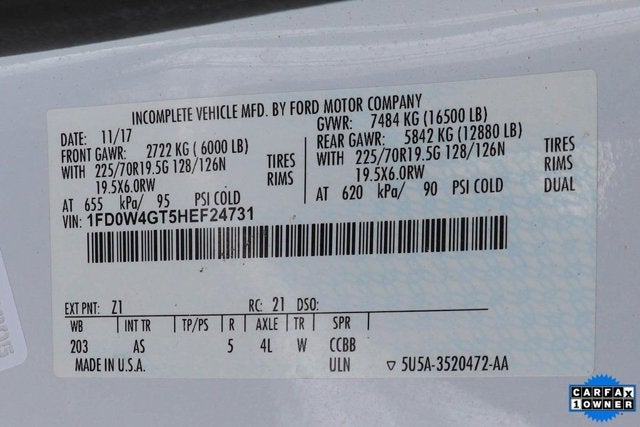 INCOMPLETE VEHICLE MFD. BY FORD MOTOR COMPANY
DATE: 11/17 GVWR: 7484 KG (16500 LB)
FRONT GAWR: 2722 KG ( 6000 LB) REAR GAWR: 5842 KG (12880 LB)
WITH 225/70R19.5G 128/126N TIRES WITH 225/70R19.5G 128/126N TIRES
19.5X6.0RW RIMS 19.5X6.0RW RIMS
AT 655 kPa/ 95 PSI COLD AT 620 kPa/ 90 PSI COLD DUAL
VIN: 1FD0W4GT5HEF24731
EXT PNT: Z1 RC: 21 DSO:
WB INT TR TP/PS R AXLE TR SPR
203 AS 5 4L W CCBB
MADE IN U.S.A. ULN ▽ 5U5A-3520472-AA
CARFAX
1 OWNER